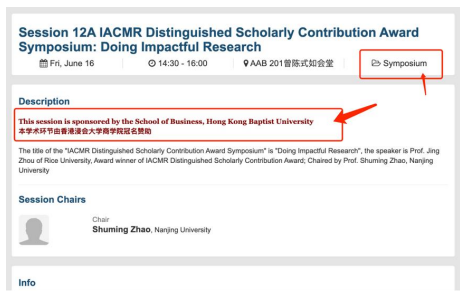 Session 12A IACMR Distinguished Scholarly Contribution Award
Symposium: Doing Impactful Research
Fri, June 16 14:30 - 16:00 AAB 201曾陈式如会堂 Symposium
Description
This session is sponsored by the School of Business, Hong Kong Baptist University
本学术环节由香港浸会大学商学院冠名赞助
The title of the "IACMR Distinguished Scholarly Contribution Award Symposium" is "Doing Impactful Research", the speaker is Prof. Jing
Zhou of Rice University, Award winner of IACMR Distinguished Scholarly Contribution Award; Chaired by Prof. Shuming Zhao, Nanjing
University
Session Chairs
Chair
Shuming Zhao, Nanjing University
Info